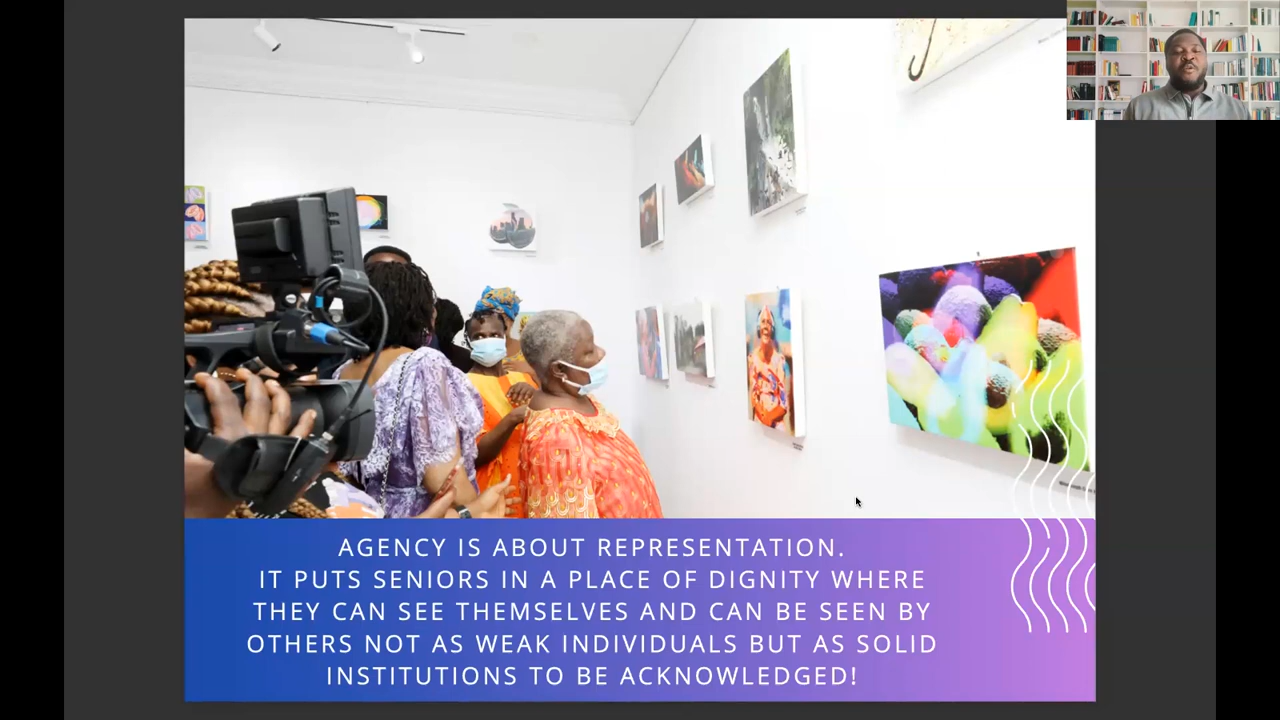 AGENCY IS ABOUT REPRESENTATION.
IT PUTS SENIORS IN A PLACE OF DIGNITY WHERE
THEY CAN SEE THEMSELVES AND CAN BE SEEN BY
OTHERS NOT AS WEAK INDIVIDUALS BUT AS SOLID
INSTITUTIONS TO BE ACKNOWLEDGED!